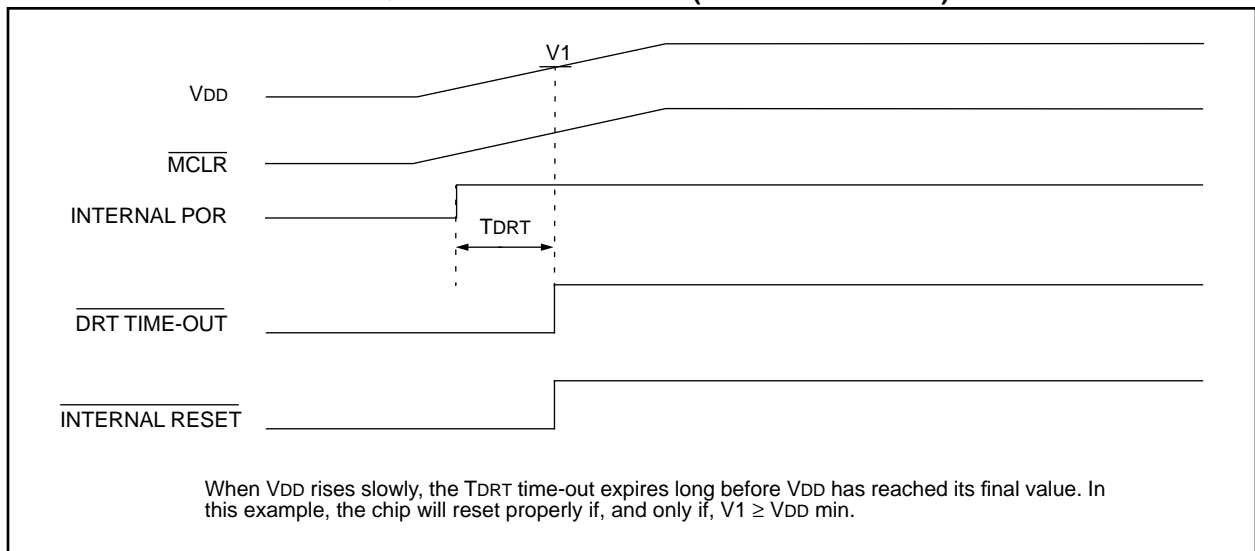 V1
VDD
MCLR
INTERNAL POR
TDRT
DRT TIME-OUT
INTERNAL RESET
When VDD rises slowly, the TDRT time-out expires long before VDD has reached its final value. In
this example, the chip will reset properly if, and only if, V1 ≥ VDD min.